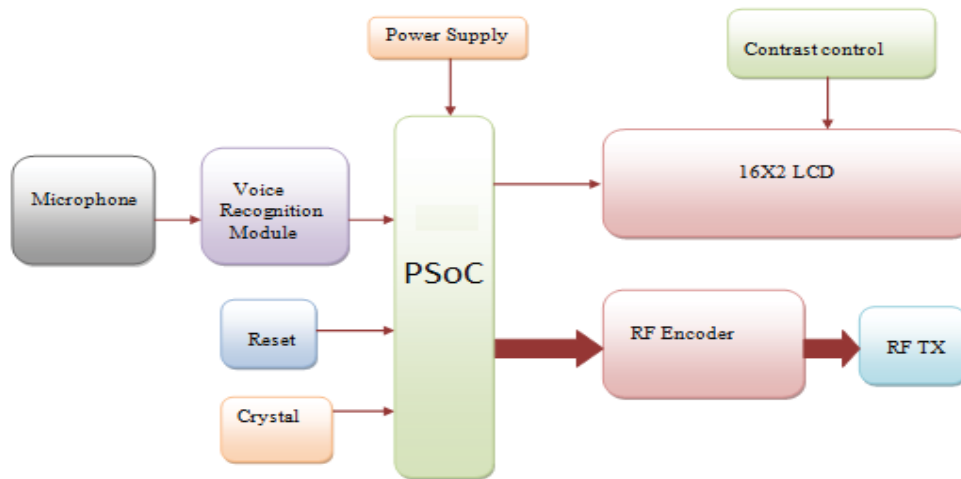 Power Supply
Contrast control
Microphone
Voice
Recognition
Module
16X2 LCD
PSoC
Reset
RF Encoder
RF TX
Crystal